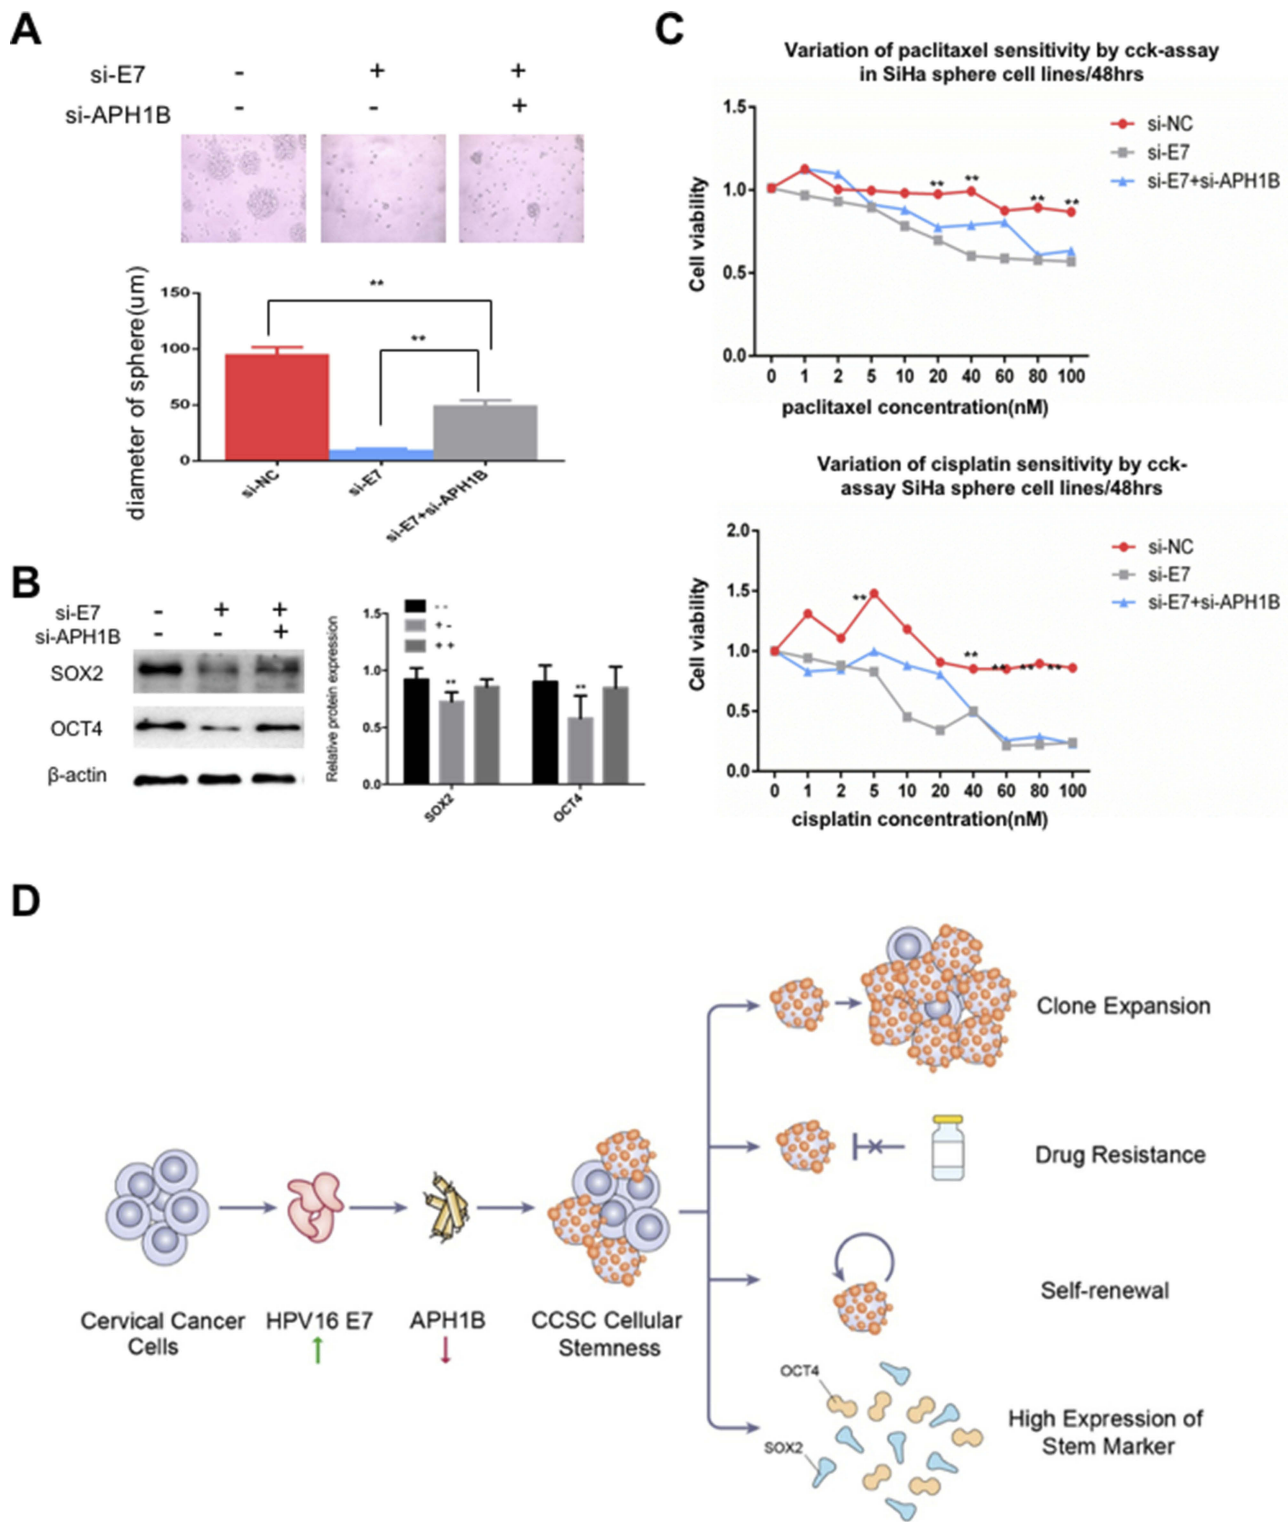 A
si-E7 - + +
si-APH1B - - +
diameter of sphere(um)
150
100
50
0
**
**
si-NC
si-E7
si-E7+si-APH1B
B
si-E7 - + +
si-APH1B - - +
SOX2
OCT4
β-actin
Relative protein expression
1.5
1.0
0.5
0.0
- -
+ -
+ +
**
**
SOX2
OCT4
C
Variation of paclitaxel sensitivity by cck-assay
in SiHa sphere cell lines/48hrs
Cell viability
1.5
1.0
0.5
0.0
** ** ** **
si-NC
si-E7
si-E7+si-APH1B
0 1 2 5 10 20 40 60 80 100
paclitaxel concentration(nM)
Variation of cisplatin sensitivity by cck-
assay SiHa sphere cell lines/48hrs
Cell viability
2.0
1.5
1.0
0.5
0.0
** ** ** ** **
si-NC
si-E7
si-E7+si-APH1B
0 1 2 5 10 20 40 60 80 100
cisplatin concentration(nM)
D
Cervical Cancer
Cells
HPV16 E7
↑
APH1B
↓
CCSC Cellular
Stemness
Clone Expansion
Drug Resistance
Self-renewal
OCT4
SOX2
High Expression of
Stem Marker